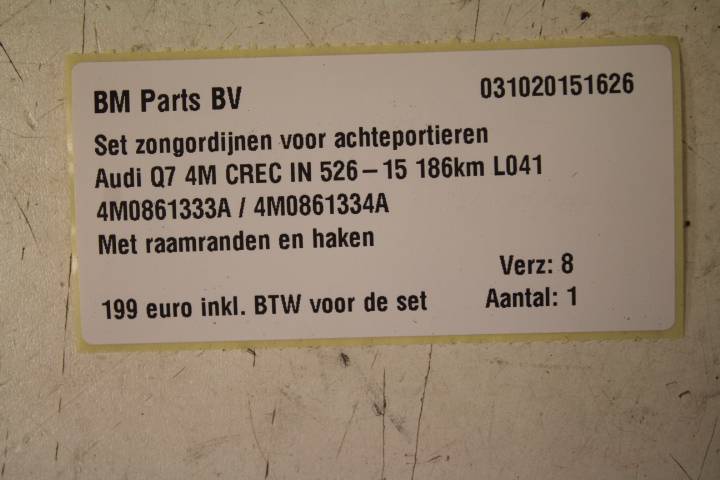 BM Parts BV 031020151626
Set zongordijnen voor achteportieren
Audi Q7 4M CREC IN 526-15 186km L041
4M0861333A / 4M0861334A
Met raamranden en haken
Verz: 8
199 euro inkl. BTW voor de set Aantal: 1